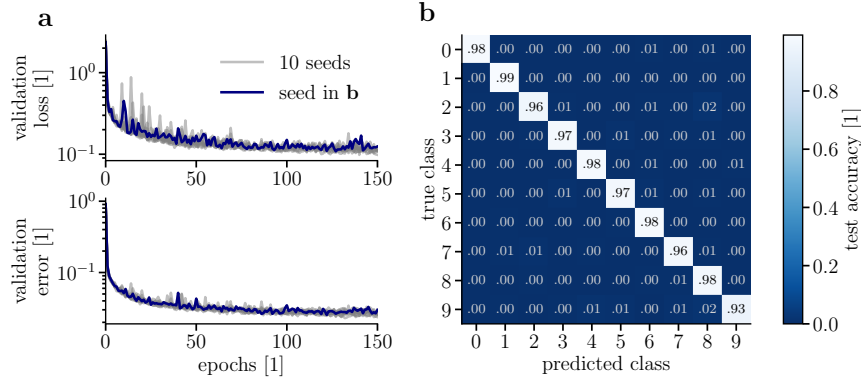 a
validation
loss [1]
10^0
10^-1
10 seeds
seed in b
0 50 100 150
validation
error [1]
10^0
10^-1
0 50 100 150
epochs [1]
b
true class
0 .98 .00 .00 .00 .00 .00 .01 .00 .01 .00
1 .00 .99 .00 .00 .00 .00 .00 .00 .00 .00
2 .00 .00 .96 .01 .00 .00 .00 .00 .02 .00
3 .00 .00 .00 .97 .00 .01 .00 .00 .01 .00
4 .00 .00 .00 .00 .98 .00 .01 .00 .00 .01
5 .00 .00 .00 .01 .00 .97 .01 .00 .01 .00
6 .00 .00 .00 .00 .00 .00 .98 .00 .00 .00
7 .00 .01 .01 .00 .00 .00 .00 .96 .01 .00
8 .00 .00 .00 .00 .00 .00 .00 .01 .98 .00
9 .00 .00 .00 .00 .01 .01 .00 .01 .02 .93
0 1 2 3 4 5 6 7 8 9
predicted class
0.8
0.6
0.4
0.2
0.0
test accuracy [1]